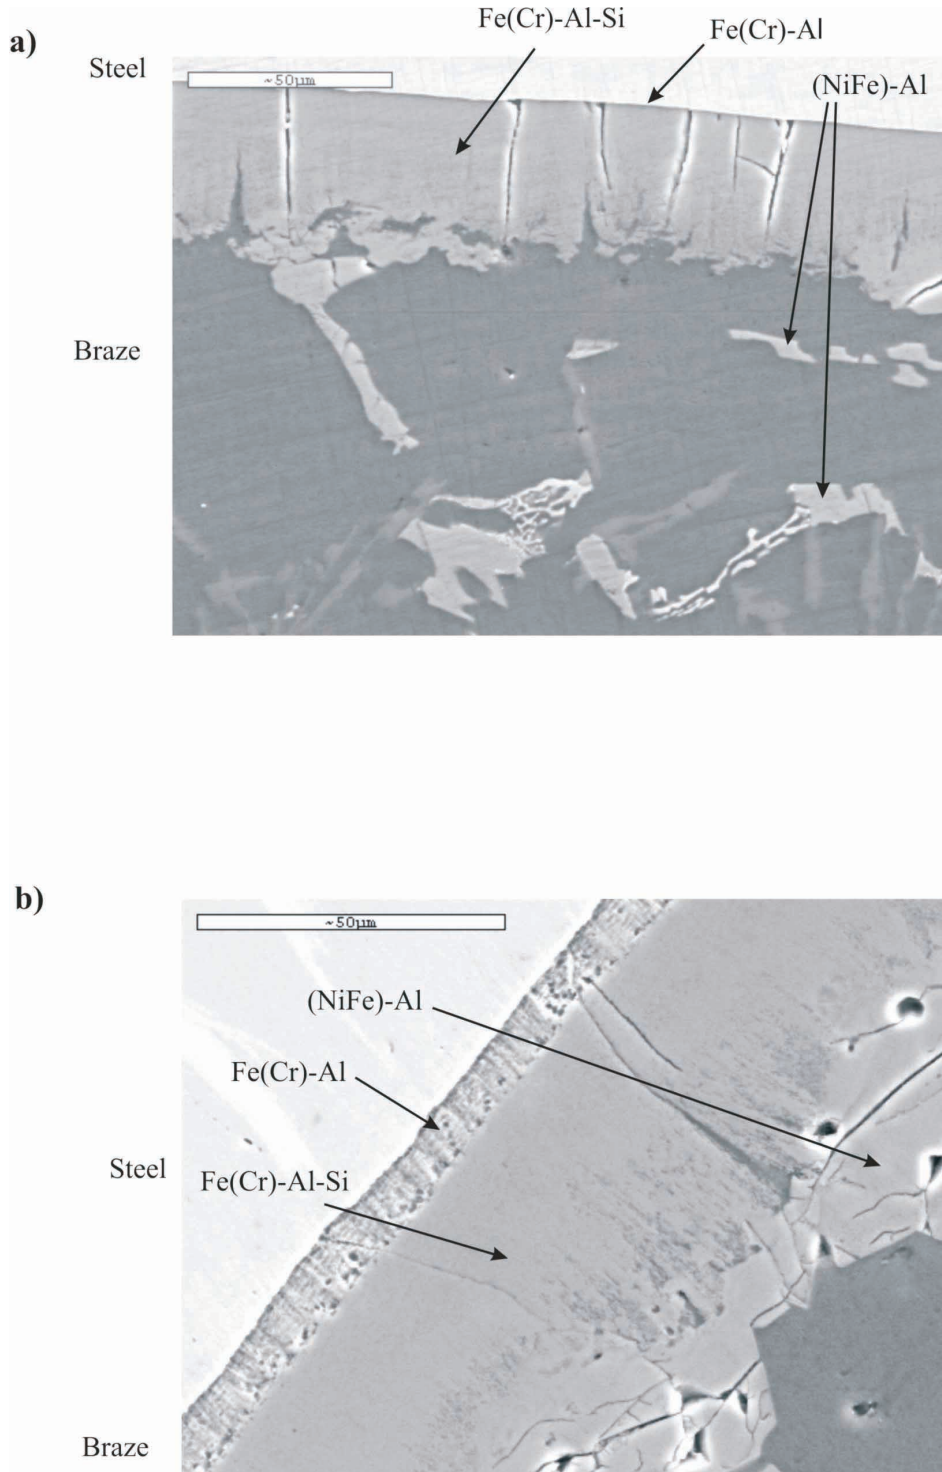 a)
Fe(Cr)-Al-Si
Fe(Cr)-Al
Steel
~50µm
(NiFe)-Al
Braze
b)
~50µm
(NiFe)-Al
Fe(Cr)-Al
Steel
Fe(Cr)-Al-Si
Braze